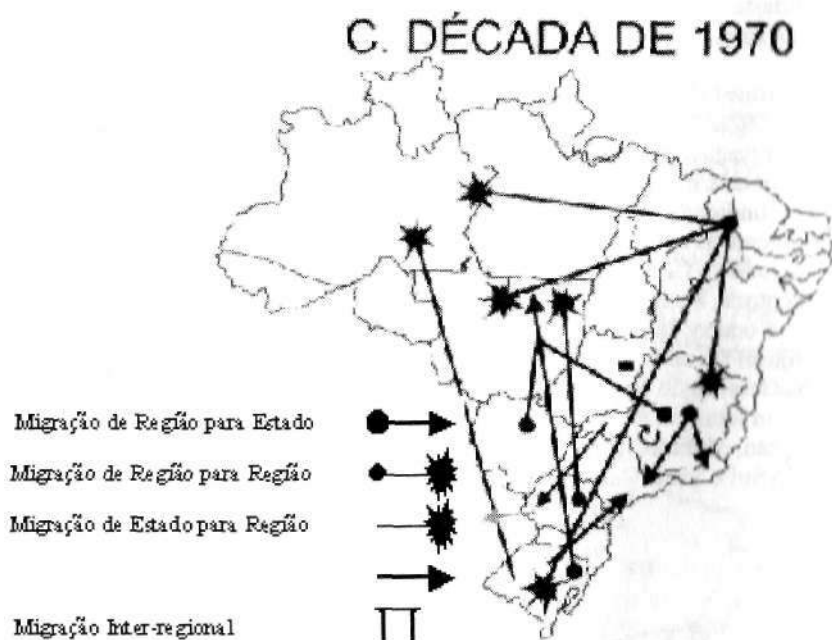 C. DÉCADA DE 1970
Migração de Região para Estado
Migração de Região para Região
Migração de Estado para Região
Migração Inter-regional